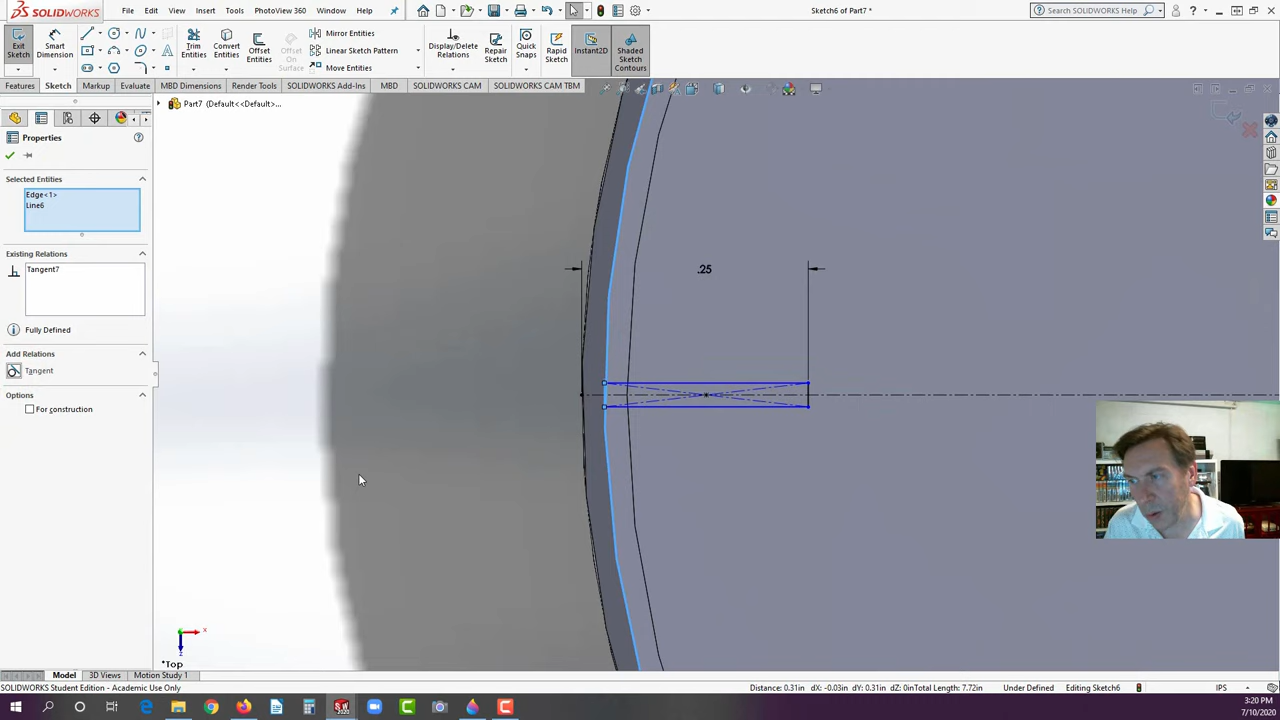 SOLIDWORKS
File Edit View Insert Tools PhotoView 360 Window Help
Sketch6 of Part7 *
Search SOLIDWORKS Help
Exit Sketch
Smart Dimension
Trim Entities
Convert Entities
Offset Entities
Offset On Surface
Mirror Entities
Linear Sketch Pattern
Move Entities
Display/Delete Relations
Repair Sketch
Quick Snaps
Rapid Sketch
Instant2D
Shaded Sketch Contours
Features Sketch Markup Evaluate MBD Dimensions Render Tools SOLIDWORKS Add-Ins MBD SOLIDWORKS CAM SOLIDWORKS CAM TBM
Part7 (Default<<Default>...
Properties
Selected Entities
Edge<1>
Line6
Existing Relations
Tangent7
Fully Defined
Add Relations
Tangent
Options
For construction
.25
*Top
Model 3D Views Motion Study 1
SOLIDWORKS Student Edition - Academic Use Only
Distance: 0.31in dX: -0.03in dY: 0.31in dZ: 0in Total Length: 7.72in Under Defined Editing Sketch6 IPS
3:20 PM
7/10/2020